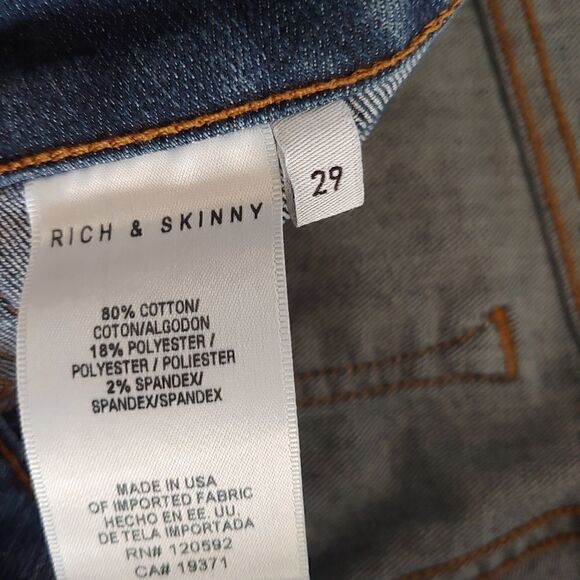 29
RICH & SKINNY
80% COTTON/
COTON/ALGODON
18% POLYESTER /
POLYESTER / POLIESTER
2% SPANDEX/
SPANDEX/SPANDEX
MADE IN USA
OF IMPORTED FABRIC
HECHO EN EE. UU.
DE TELA IMPORTADA
RN# 120592
CA# 19371